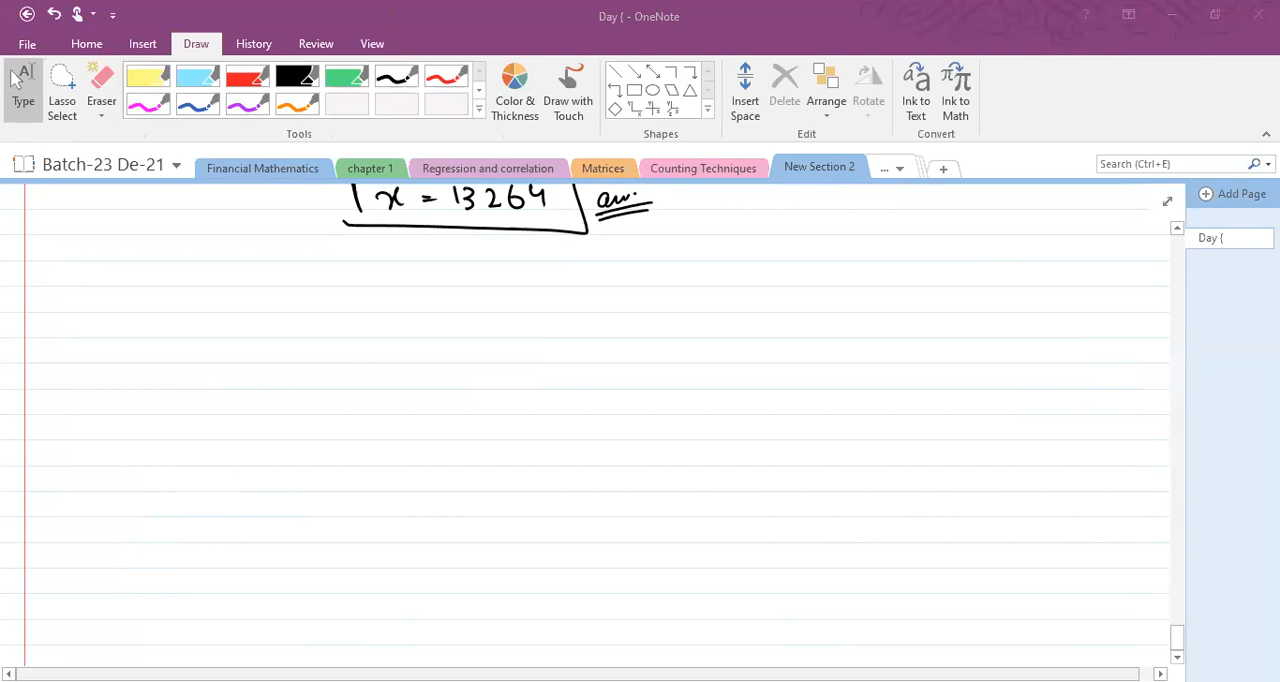 Day { - OneNote
File Home Insert Draw History Review View
Type
Lasso Select
Eraser
Color & Thickness
Draw with Touch
Insert Space
Delete
Arrange
Rotate
Ink to Text
Ink to Math
Tools
Shapes
Edit
Convert
Batch-23 De-21
Financial Mathematics
chapter 1
Regression and correlation
Matrices
Counting Techniques
New Section 2
...
Search (Ctrl+E)
Add Page
Day {
x = 13264 ans.